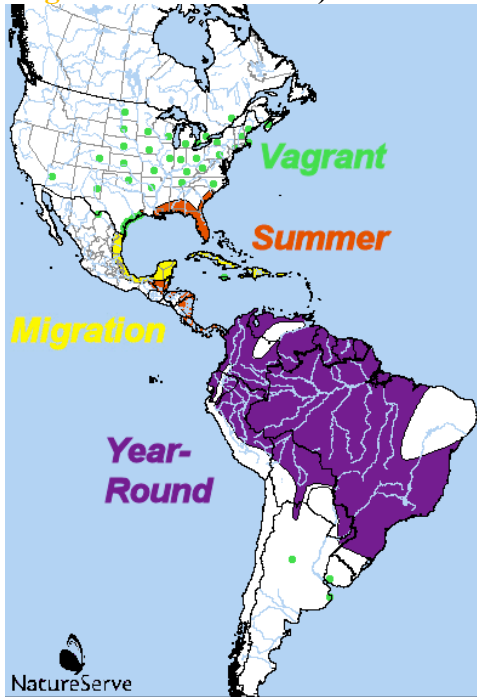 Vagrant
Summer
Migration
Year-
Round
NatureServe